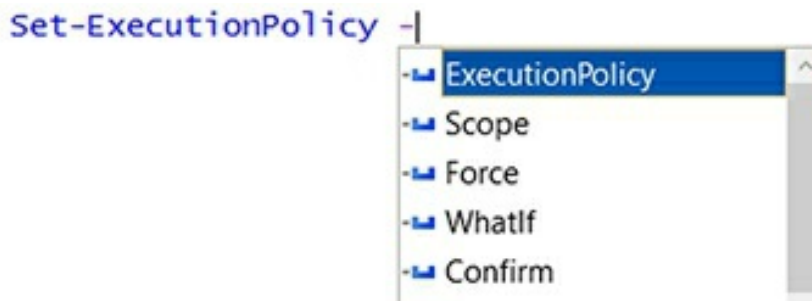 Set-ExecutionPolicy -
ExecutionPolicy
Scope
Force
WhatIf
Confirm